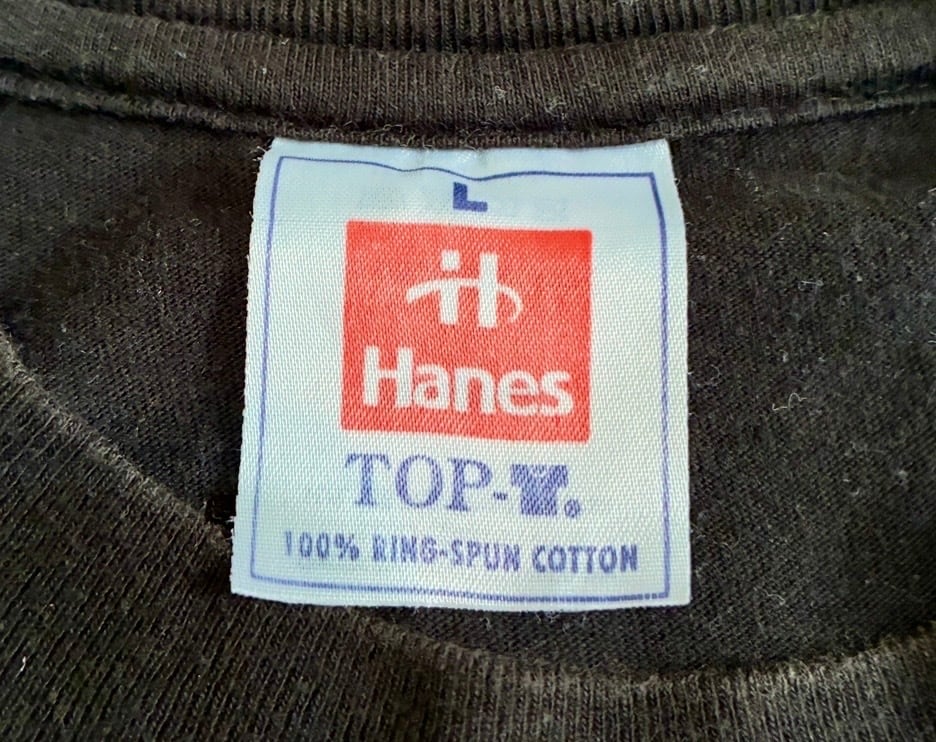 L
H
Hanes
TOP-T®
100% RING-SPUN COTTON